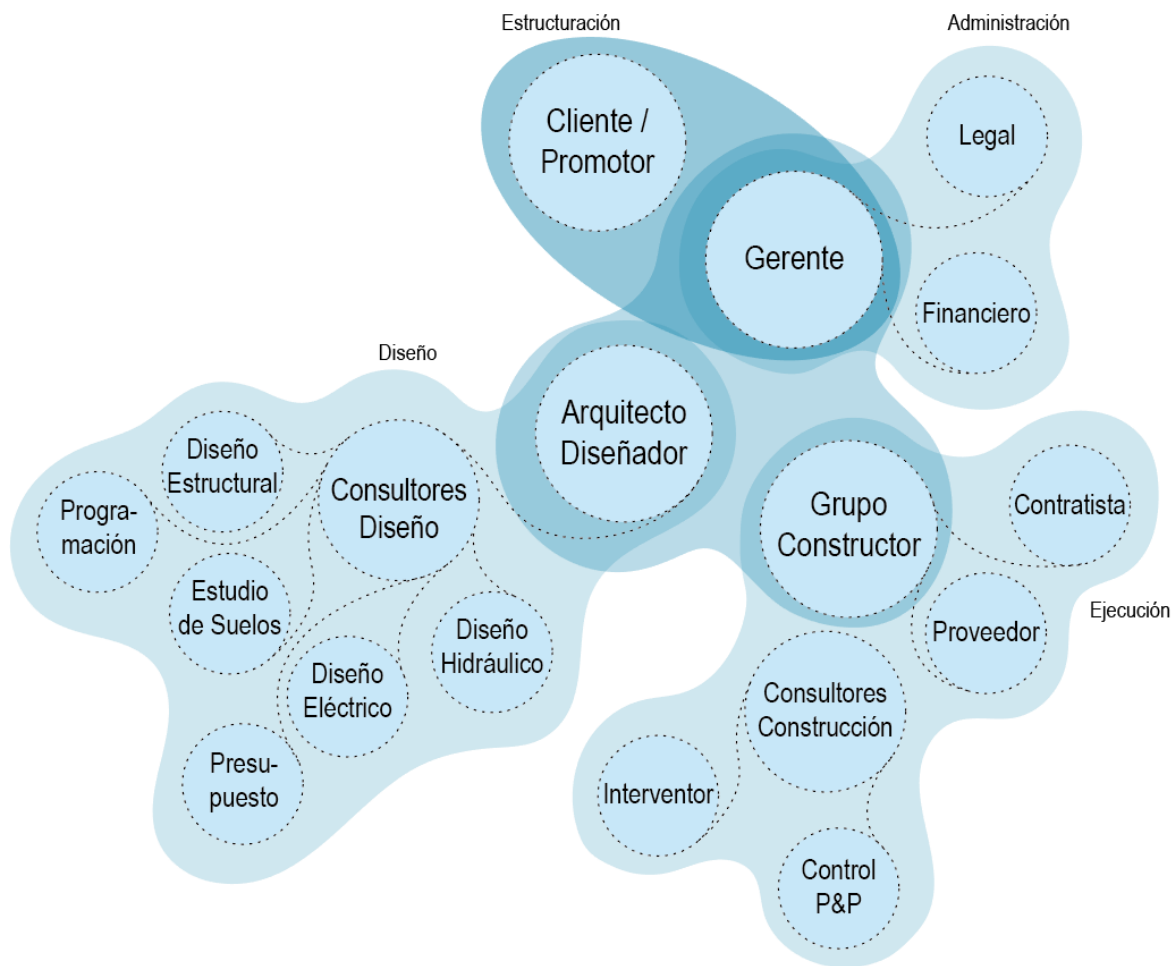 Estructuración
Administración
Cliente /
Promotor
Legal
Gerente
Financiero
Diseño
Arquitecto
Diseñador
Diseño
Estructural
Consultores
Diseño
Progra-
mación
Estudio
de Suelos
Diseño
Hidráulico
Diseño
Eléctrico
Presu-
puesto
Grupo
Constructor
Contratista
Ejecución
Proveedor
Consultores
Construcción
Interventor
Control
P&P